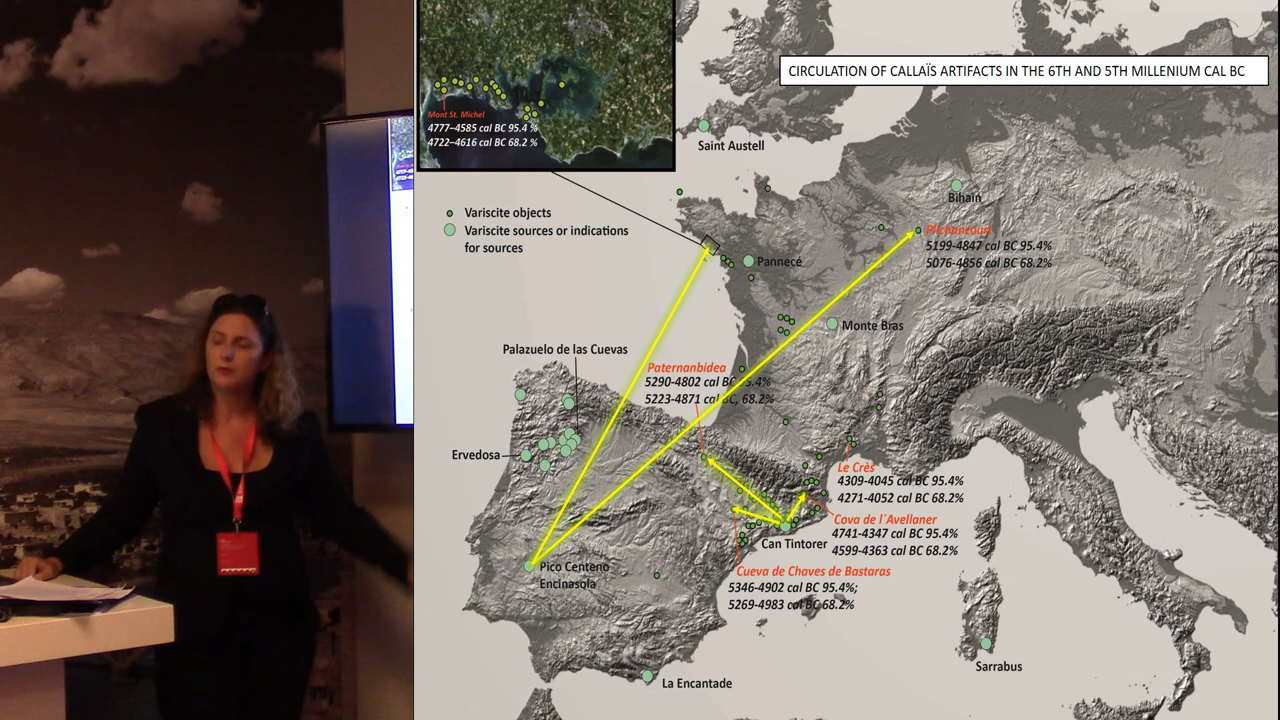 CIRCULATION OF CALLAÏS ARTIFACTS IN THE 6TH AND 5TH MILLENIUM CAL BC
Mont St. Michel
4777–4585 cal BC 95.4 %
4722–4616 cal BC 68.2 %
Saint Austell
Bihain
Variscite objects
Variscite sources or indications
for sources
Plichancourt
5199-4847 cal BC 95.4%
5076-4856 cal BC 68.2%
Pannecé
Monte Bras
Palazuelo de las Cuevas
Paternanbidea
5290-4802 cal BC 95.4%
5223-4871 cal BC, 68.2%
Ervedosa
Le Crès
4309-4045 cal BC 95.4%
4271-4052 cal BC 68.2%
Cova de l´Avellaner
4741-4347 cal BC 95.4%
4599-4363 cal BC 68.2%
Can Tintorer
Pico Centeno
Encinasola
Cueva de Chaves de Bastaras
5346-4902 cal BC 95.4%;
5269-4983 cal BC 68.2%
Sarrabus
La Encantade